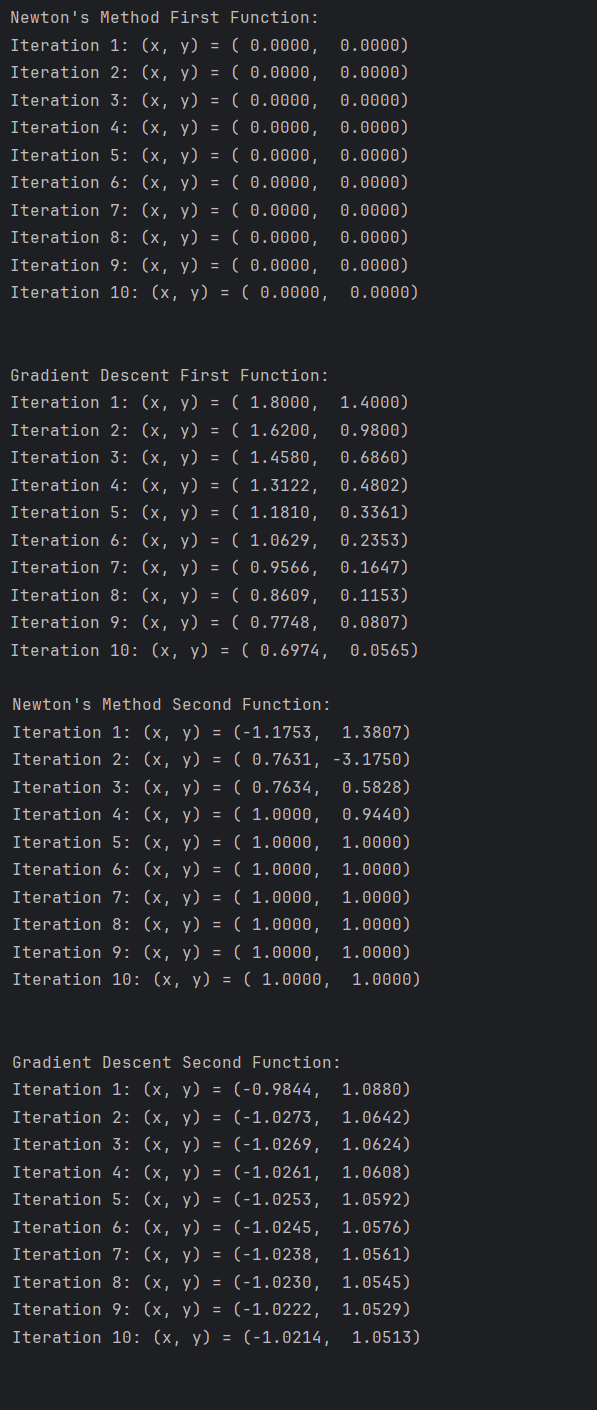 Newton's Method First Function:
Iteration 1: (x, y) = ( 0.0000,  0.0000)
Iteration 2: (x, y) = ( 0.0000,  0.0000)
Iteration 3: (x, y) = ( 0.0000,  0.0000)
Iteration 4: (x, y) = ( 0.0000,  0.0000)
Iteration 5: (x, y) = ( 0.0000,  0.0000)
Iteration 6: (x, y) = ( 0.0000,  0.0000)
Iteration 7: (x, y) = ( 0.0000,  0.0000)
Iteration 8: (x, y) = ( 0.0000,  0.0000)
Iteration 9: (x, y) = ( 0.0000,  0.0000)
Iteration 10: (x, y) = ( 0.0000,  0.0000)
Gradient Descent First Function:
Iteration 1: (x, y) = ( 1.8000,  1.4000)
Iteration 2: (x, y) = ( 1.6200,  0.9800)
Iteration 3: (x, y) = ( 1.4580,  0.6860)
Iteration 4: (x, y) = ( 1.3122,  0.4802)
Iteration 5: (x, y) = ( 1.1810,  0.3361)
Iteration 6: (x, y) = ( 1.0629,  0.2353)
Iteration 7: (x, y) = ( 0.9566,  0.1647)
Iteration 8: (x, y) = ( 0.8609,  0.1153)
Iteration 9: (x, y) = ( 0.7748,  0.0807)
Iteration 10: (x, y) = ( 0.6974,  0.0565)
Newton's Method Second Function:
Iteration 1: (x, y) = (-1.1753,  1.3807)
Iteration 2: (x, y) = ( 0.7631, -3.1750)
Iteration 3: (x, y) = ( 0.7634,  0.5828)
Iteration 4: (x, y) = ( 1.0000,  0.9440)
Iteration 5: (x, y) = ( 1.0000,  1.0000)
Iteration 6: (x, y) = ( 1.0000,  1.0000)
Iteration 7: (x, y) = ( 1.0000,  1.0000)
Iteration 8: (x, y) = ( 1.0000,  1.0000)
Iteration 9: (x, y) = ( 1.0000,  1.0000)
Iteration 10: (x, y) = ( 1.0000,  1.0000)
Gradient Descent Second Function:
Iteration 1: (x, y) = (-0.9844,  1.0880)
Iteration 2: (x, y) = (-1.0273,  1.0642)
Iteration 3: (x, y) = (-1.0269,  1.0624)
Iteration 4: (x, y) = (-1.0261,  1.0608)
Iteration 5: (x, y) = (-1.0253,  1.0592)
Iteration 6: (x, y) = (-1.0245,  1.0576)
Iteration 7: (x, y) = (-1.0238,  1.0561)
Iteration 8: (x, y) = (-1.0230,  1.0545)
Iteration 9: (x, y) = (-1.0222,  1.0529)
Iteration 10: (x, y) = (-1.0214,  1.0513)